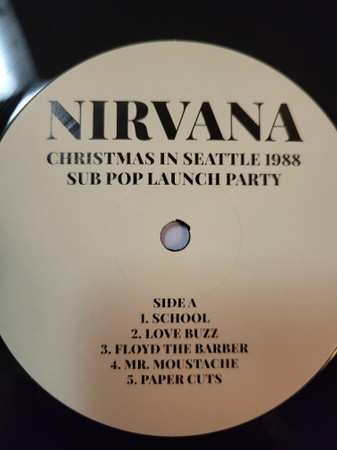 NIRVANA
CHRISTMAS IN SEATTLE 1988
SUB POP LAUNCH PARTY
SIDE A
1. SCHOOL
2. LOVE BUZZ
3. FLOYD THE BARBER
4. MR. MOUSTACHE
5. PAPER CUTS